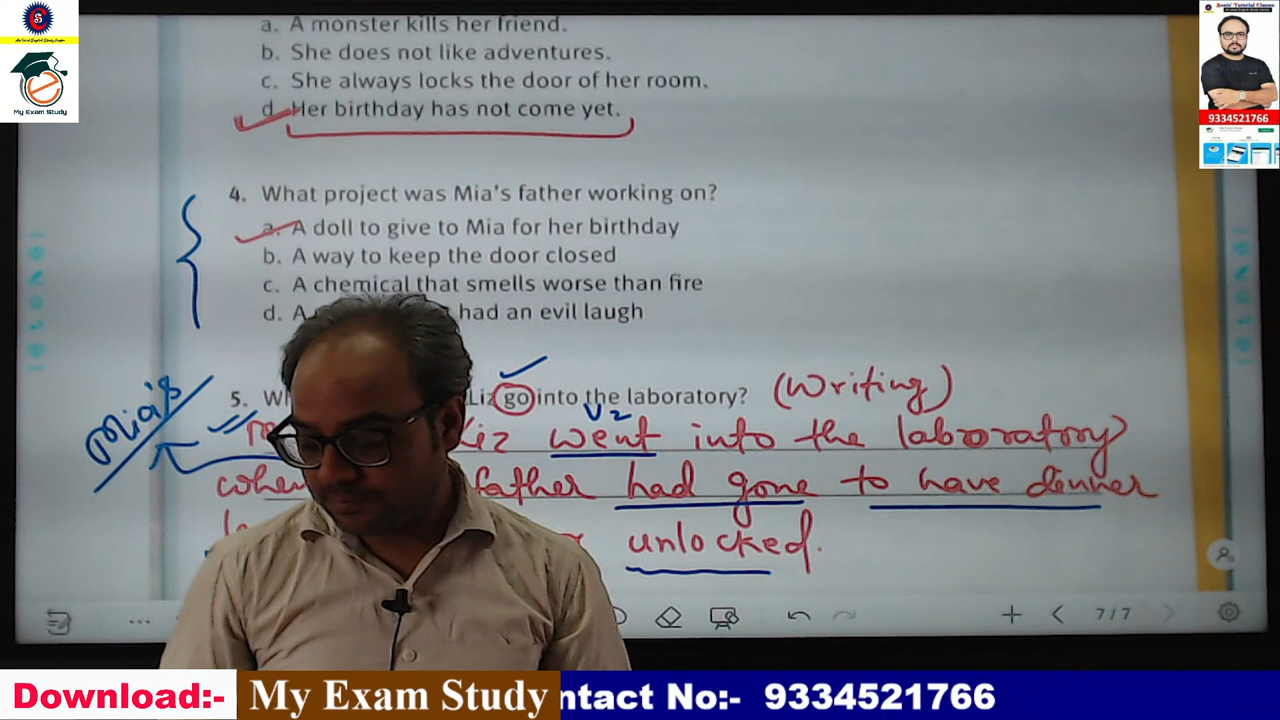 a. A monster kills her friend.
b. She does not like adventures.
c. She always locks the door of her room.
d. Her birthday has not come yet.
My Exam Study
9334521766
4. What project was Mia's father working on?
a. A doll to give to Mia for her birthday
b. A way to keep the door closed
c. A chemical that smells worse than fire
d. A had an evil laugh
5. Liz go into the laboratory? (Writing)
V2
Mia's
Liz went into the laboratory
when father had gone to have dinner
unlocked.
7/7
Download:- My Exam Study ntact No:- 9334521766